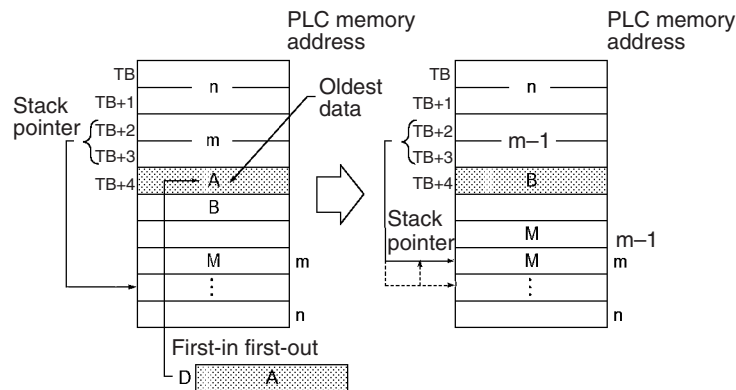 PLC memory
address
TB
TB+1
TB+2
TB+3
TB+4
Stack
pointer
n
m
A
B
M
⋮
m
n
Oldest
data
First-in first-out
D
A
PLC memory
address
TB
TB+1
TB+2
TB+3
TB+4
Stack
pointer
n
m–1
B
M
M
⋮
m–1
m
n